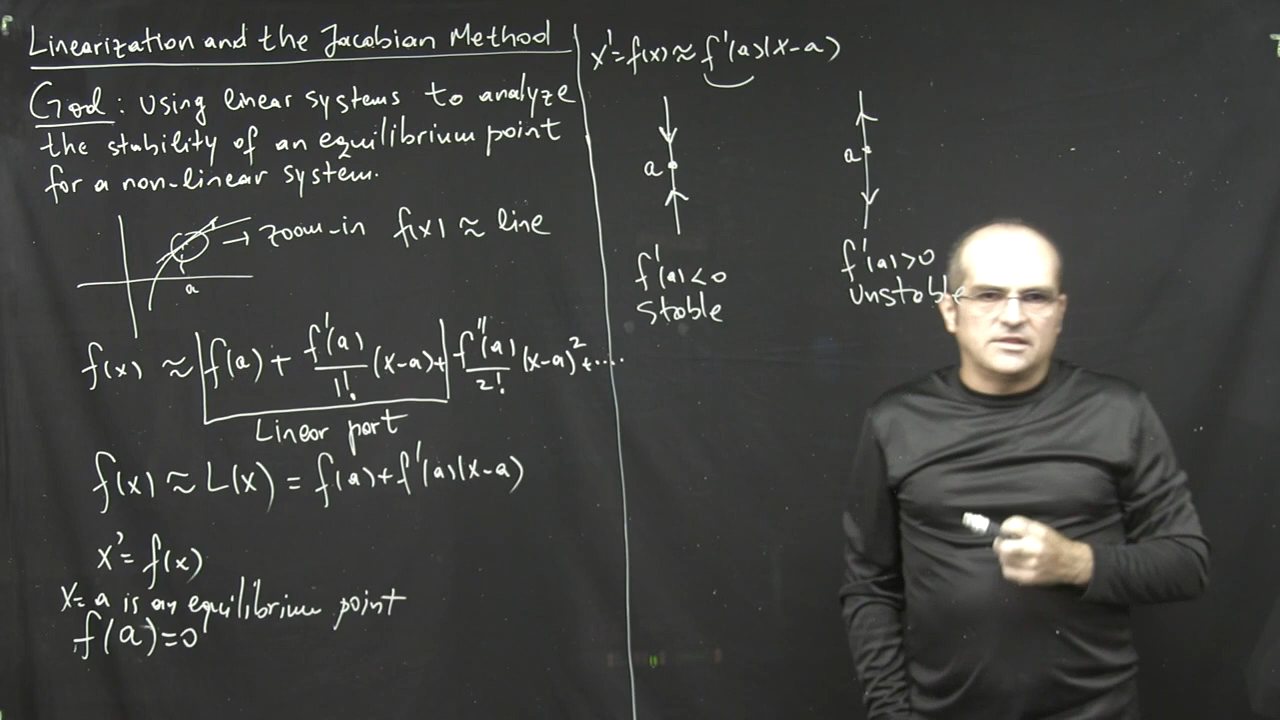 Linearization and the Jacobian Method
Goal: Using linear systems to analyze
the stability of an equilibrium point
for a non-linear system.
→ zoom-in f(x) ≈ line
a
f(x) ≈ f(a) + f'(a)/1! (x-a) + f''(a)/2! (x-a)² + ....
Linear part
f(x) ≈ L(x) = f(a) + f'(a)(x-a)
x' = f(x)
x = a is an equilibrium point
f(a) = 0
x' = f(x) ≈ f'(a)(x-a)
a
f'(a) < 0
stable
a
f'(a) > 0
Unstable